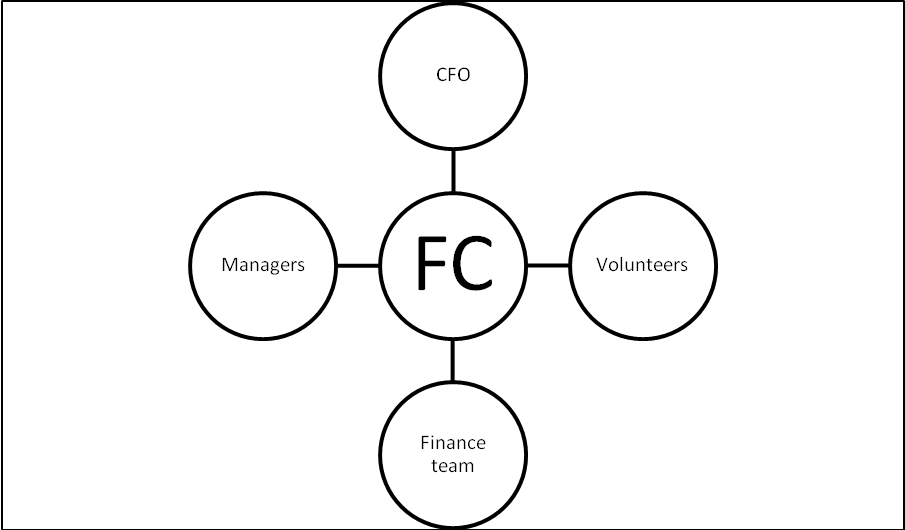 CFO
Managers
FC
Volunteers
Finance
team